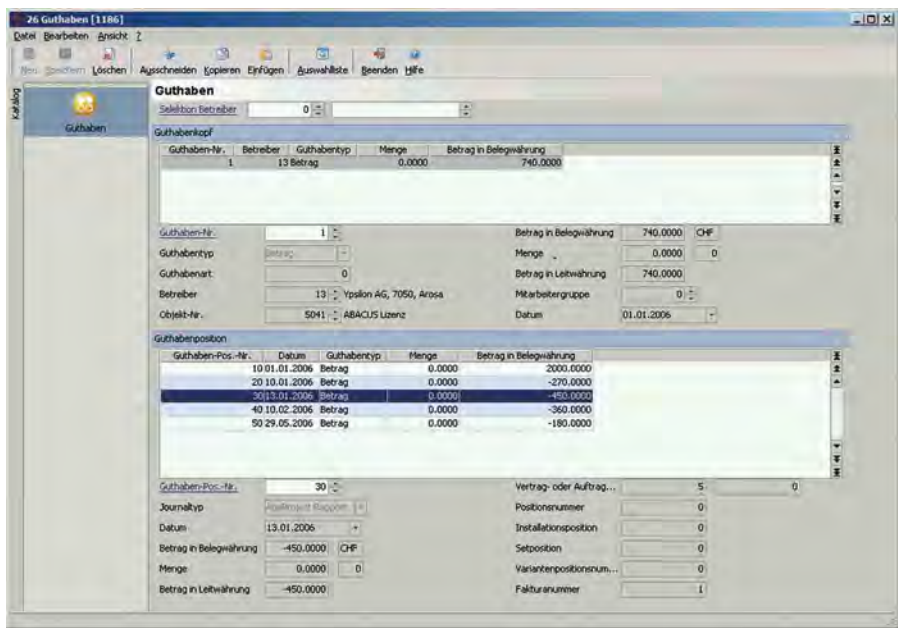 26 Guthaben [1186]
Datei Bearbeiten Ansicht ?
Neu Speichern Löschen Ausschneiden Kopieren Einfügen Auswahlliste Beenden Hilfe
Katalog
Guthaben
Guthaben
Selektion Betreiber 0
Guthabenkopf
Guthaben-Nr. Betreiber Guthabentyp Menge Betrag in Belegwährung
1 13 Betrag 0.0000 740.0000
Guthaben-Nr. 1 Betrag in Belegwährung 740.0000 CHF
Guthabentyp Betrag Menge 0.0000 0
Guthabenart 0 Betrag in Leitwährung 740.0000
Betreiber 13 Ypsilon AG, 7050, Arosa Mitarbeitergruppe 0
Objekt-Nr. 5041 ABACUS Lizenz Datum 01.01.2006
Guthabenposition
Guthaben-Pos.-Nr. Datum Guthabentyp Menge Betrag in Belegwährung
10 01.01.2006 Betrag 0.0000 2000.0000
20 10.01.2006 Betrag 0.0000 -270.0000
30 13.01.2006 Betrag 0.0000 -450.0000
40 10.02.2006 Betrag 0.0000 -360.0000
50 29.05.2006 Betrag 0.0000 -180.0000
Guthaben-Pos.-Nr. 30 Vertrag- oder Auftrag... 5 0
Journaltyp Rapport Positionsnummer 0
Datum 13.01.2006 Installationsposition 0
Betrag in Belegwährung -450.0000 CHF Setposition 0
Menge 0.0000 0 Variantenpositionsnum... 0
Betrag in Leitwährung -450.0000 Fakturanummer 1